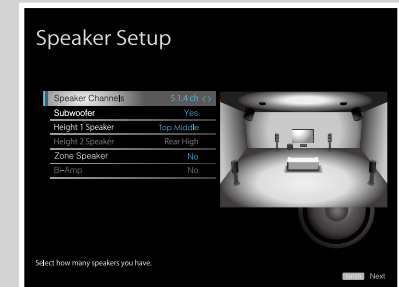 Speaker Setup
Speaker Channels 5.1.4 ch < >
Subwoofer Yes
Height 1 Speaker Top Middle
Height 2 Speaker Rear High
Zone Speaker No
Bi-Amp No
Select how many speakers you have.
ENTER Next